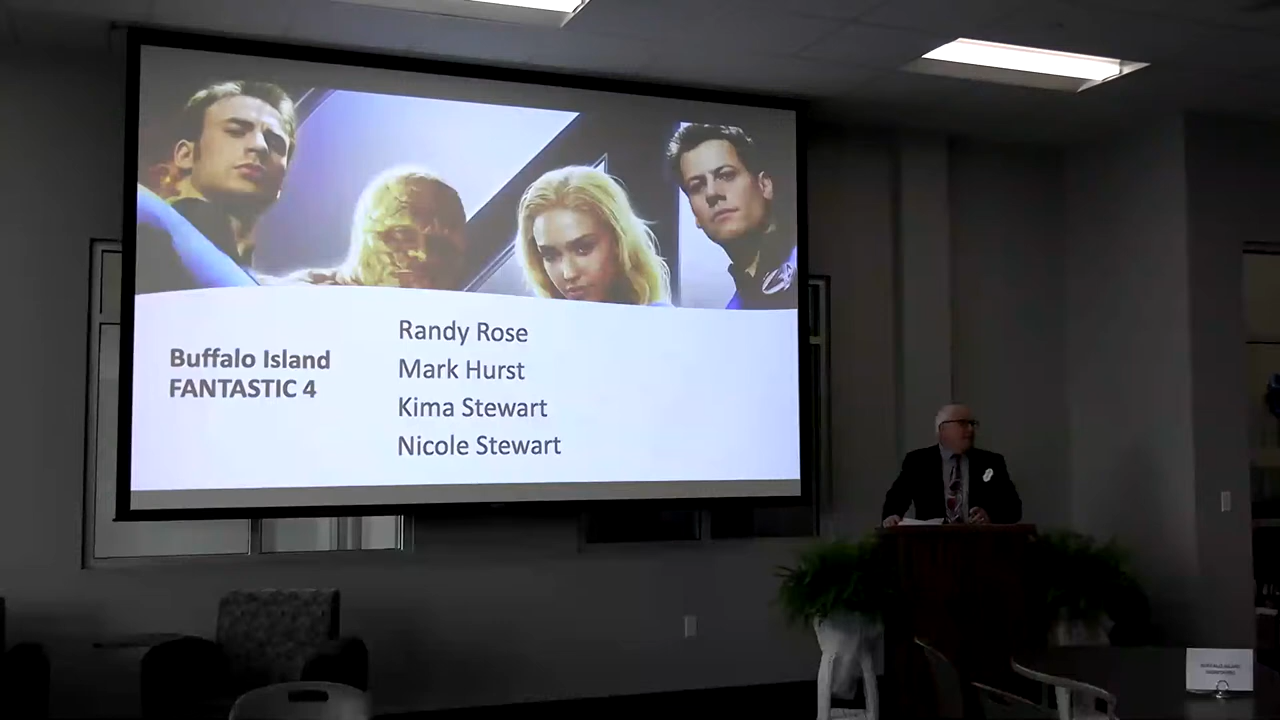 Buffalo Island
FANTASTIC 4
Randy Rose
Mark Hurst
Kima Stewart
Nicole Stewart